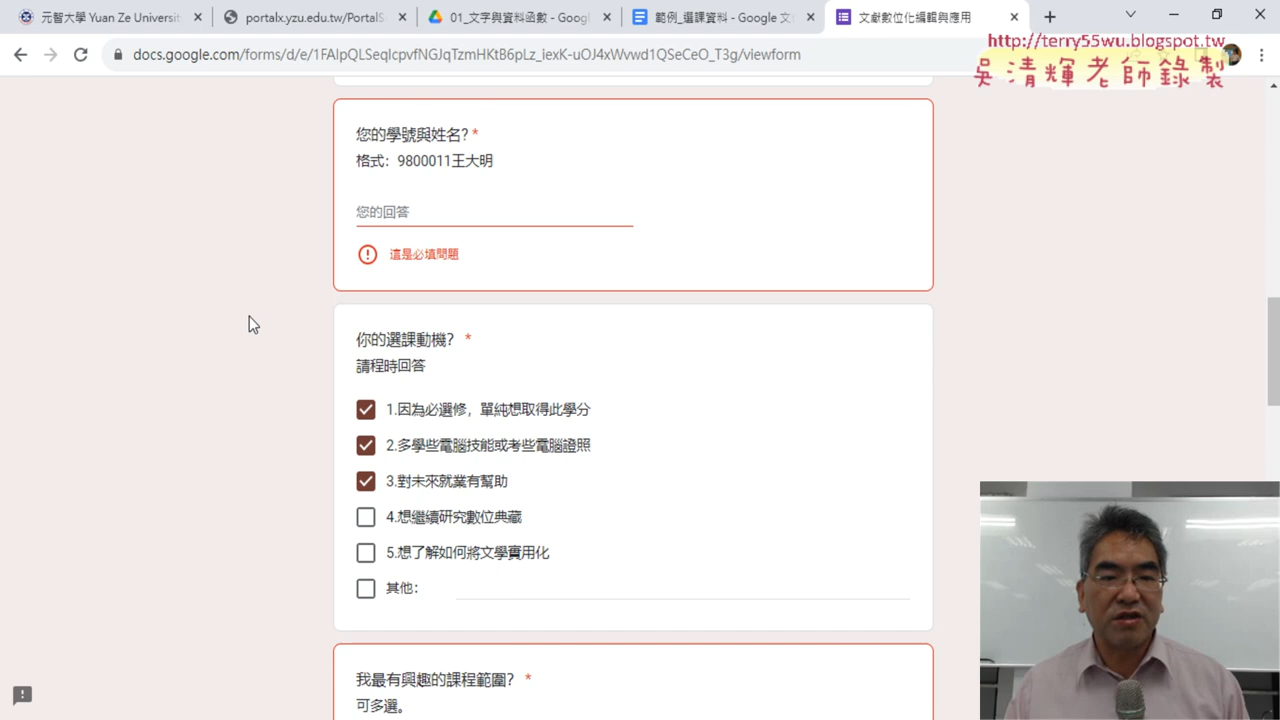 元智大學 Yuan Ze Universit
portalx.yzu.edu.tw/PortalS
01_文字與資料函數 - Googl
範例_選課資料 - Google 文
文獻數位化編輯與應用
docs.google.com/forms/d/e/1FAIpQLSeqIcpvfNGJqTzmHKtB6pLz_iexK-uOJ4xWvwd1QSeCeO_T3g/viewform
http://terry55wu.blogspot.tw
吳清輝老師錄製
您的學號與姓名? *
格式：9800011王大明
您的回答
這是必填問題
你的選課動機? *
請程時回答
1.因為必選修，單純想取得此學分
2.多學些電腦技能或考些電腦證照
3.對未來就業有幫助
4.想繼續研究數位典藏
5.想了解如何將文學實用化
其他：
我最有興趣的課程範圍? *
可多選。